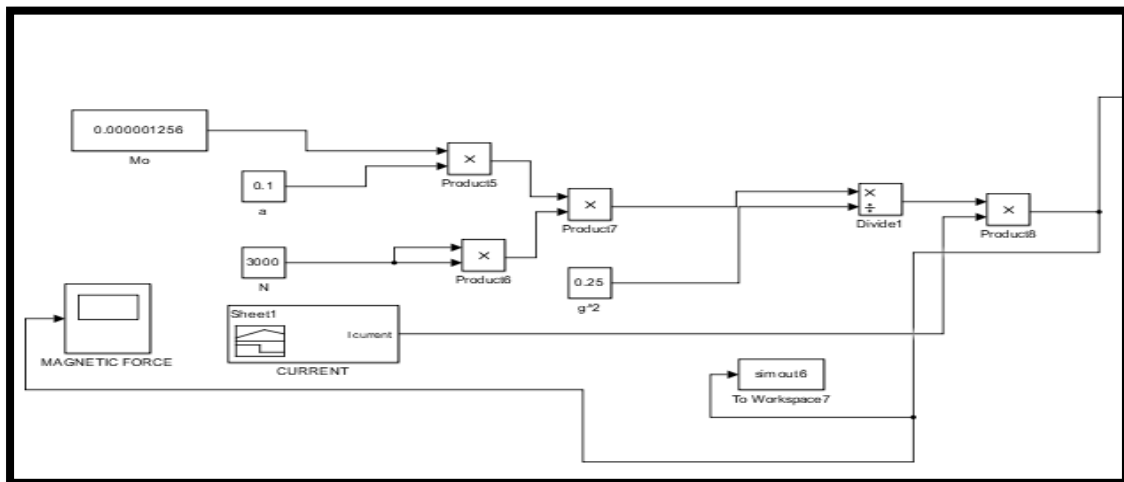 0.000001256
Mo
×
Product5
0.1
a
×
Product7
×
÷
Divide1
×
Product8
3000
N
×
Product6
0.25
g^2
Sheet1
I current
CURRENT
MAGNETIC FORCE
simout6
To Workspace7